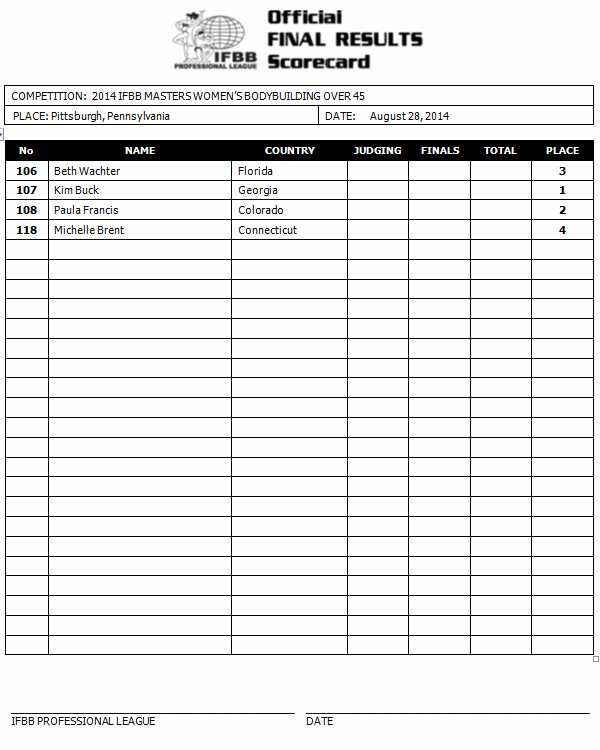 Official
FINAL RESULTS
Scorecard
IFBB
PROFESSIONAL LEAGUE
COMPETITION: 2014 IFBB MASTERS WOMEN'S BODYBUILDING OVER 45
PLACE: Pittsburgh, Pennsylvania DATE: August 28, 2014
No NAME COUNTRY JUDGING FINALS TOTAL PLACE
106 Beth Wachter Florida 3
107 Kim Buck Georgia 1
108 Paula Francis Colorado 2
118 Michelle Brent Connecticut 4
IFBB PROFESSIONAL LEAGUE DATE